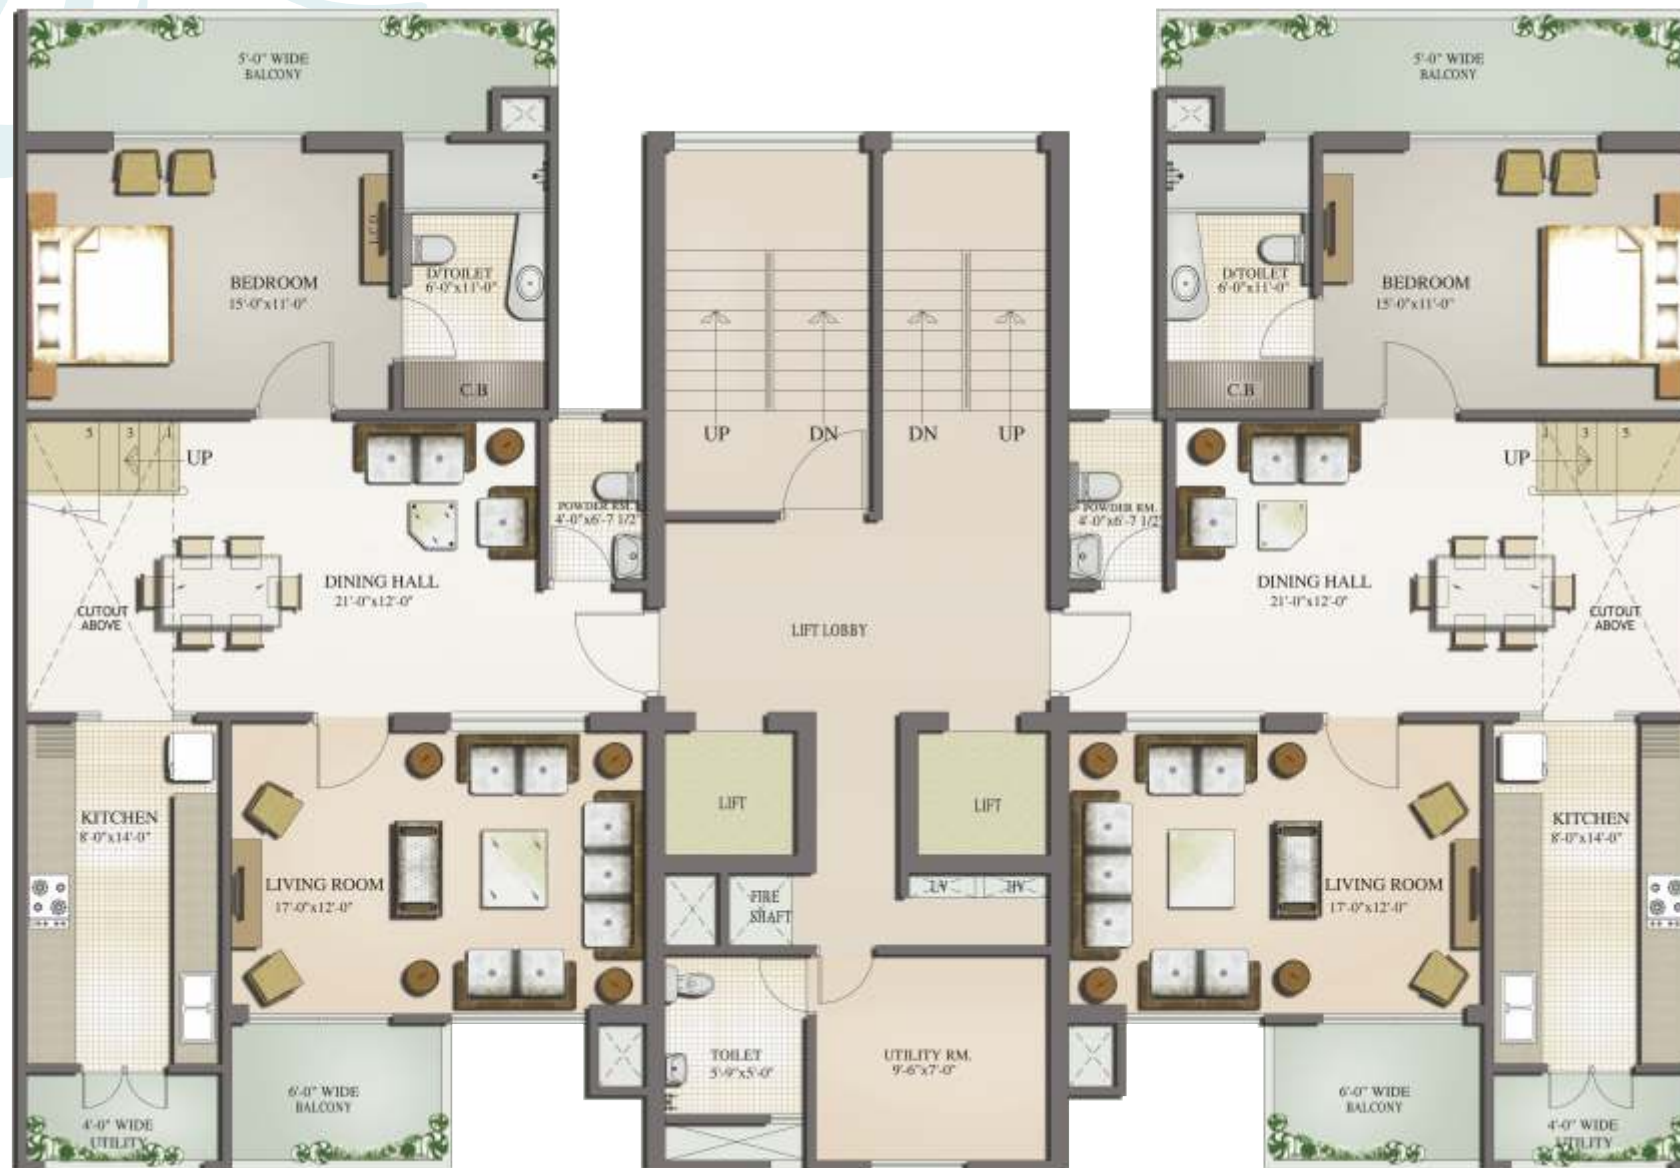 5'-0" WIDE
BALCONY
5'-0" WIDE
BALCONY
BEDROOM
15'-0"x11'-0"
D/TOILET
6'-0"x11'-0"
C.B
D/TOILET
6'-0"x11'-0"
C.B
BEDROOM
15'-0"x11'-0"
UP
DN
DN
UP
5
3
1
UP
POWDER RM.
4'-0"x6'-7 1/2"
POWDER RM.
4'-0"x6'-7 1/2"
UP
1
3
5
DINING HALL
21'-0"x12'-0"
CUTOUT
ABOVE
LIFT LOBBY
DINING HALL
21'-0"x12'-0"
CUTOUT
ABOVE
KITCHEN
8'-0"x14'-0"
LIVING ROOM
17'-0"x12'-0"
LIFT
LIFT
FIRE
SHAFT
L.V
H.V
LIVING ROOM
17'-0"x12'-0"
KITCHEN
8'-0"x14'-0"
TOILET
5'-9"x5'-0"
UTILITY RM.
9'-6"x7'-0"
6'-0" WIDE
BALCONY
4'-0" WIDE
UTILITY
6'-0" WIDE
BALCONY
4'-0" WIDE
UTILITY